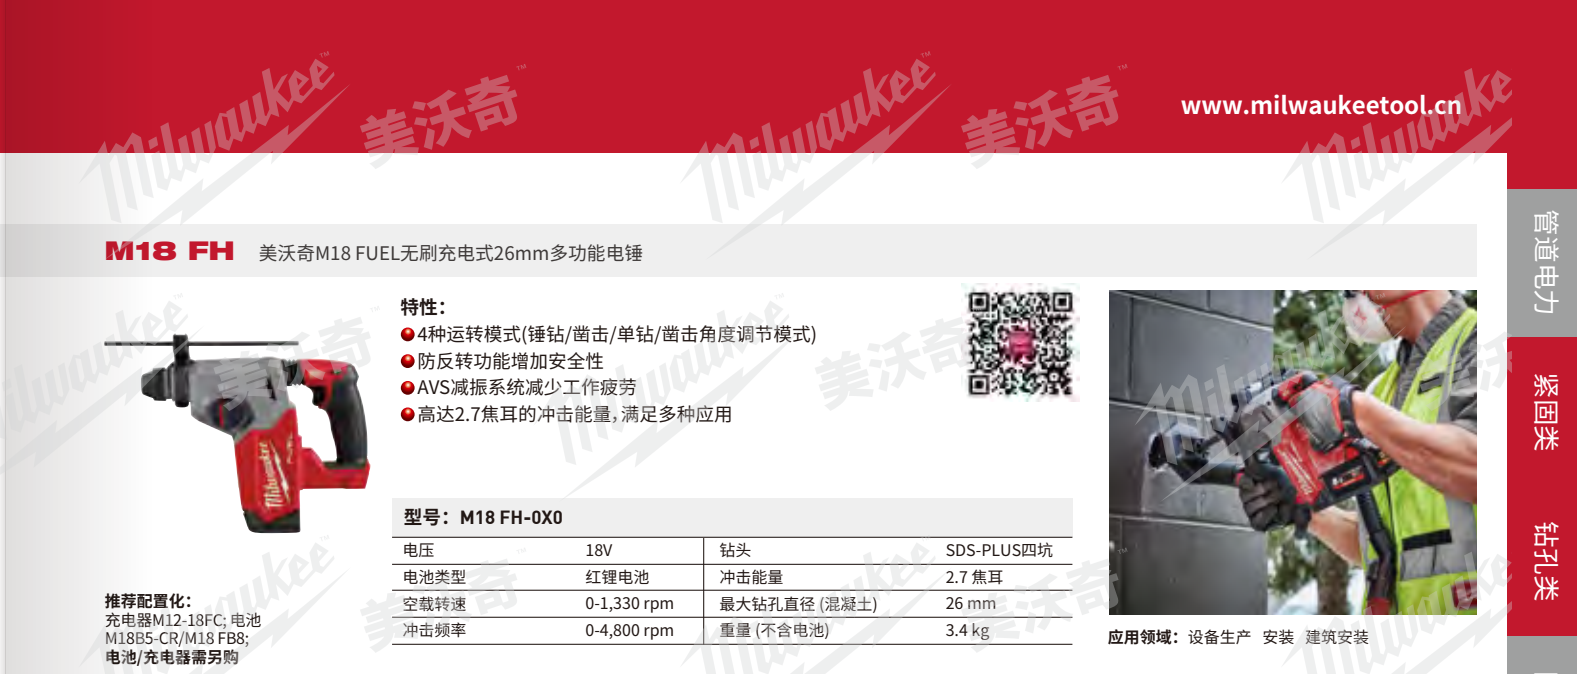 www.milwaukeetool.cn
M18 FH 美沃奇M18 FUEL无刷充电式26mm多功能电锤
特性：
4种运转模式(锤钻/凿击/单钻/凿击角度调节模式)
防反转功能增加安全性
AVS减振系统减少工作疲劳
高达2.7焦耳的冲击能量,满足多种应用
型号：M18 FH-0X0
电压 18V 钻头 SDS-PLUS四坑
电池类型 红锂电池 冲击能量 2.7 焦耳
空载转速 0-1,330 rpm 最大钻孔直径 (混凝土) 26 mm
冲击频率 0-4,800 rpm 重量 (不含电池) 3.4 kg
推荐配置化：
充电器M12-18FC; 电池
M18B5-CR/M18 FB8;
电池/充电器需另购
应用领域：设备生产 安装 建筑安装
管道电力
紧固类
钻孔类
Milwaukee
美沃奇